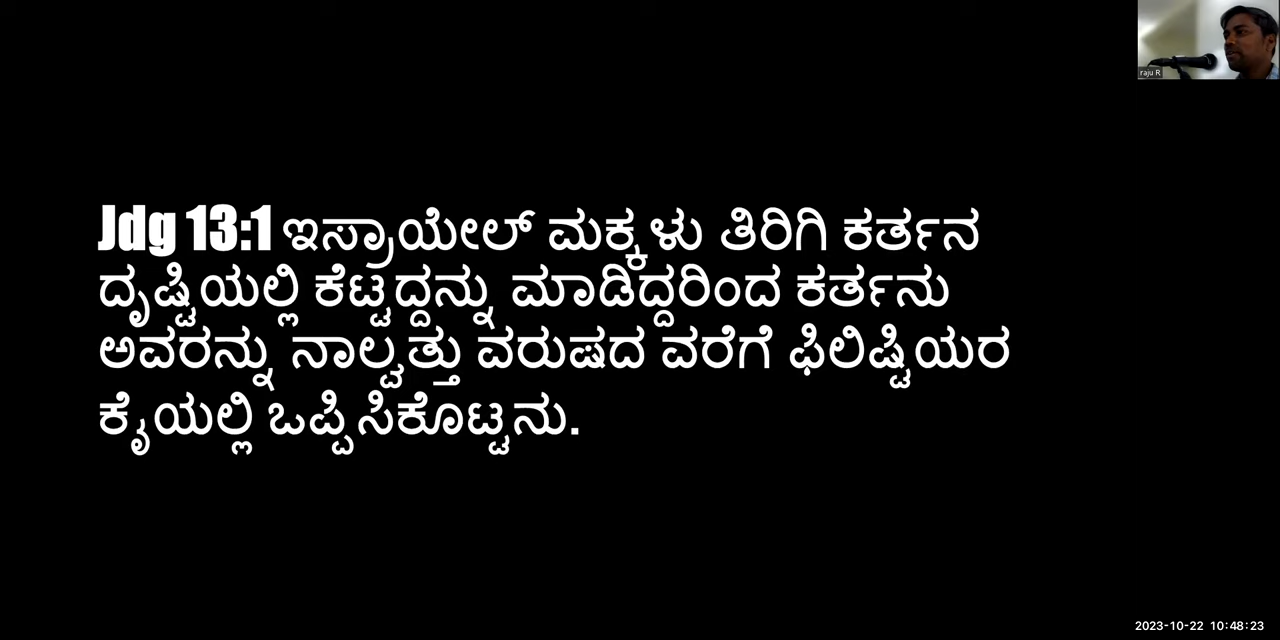 raju R
Jdg 13:1 ಇಸ್ರಾಯೇಲ್ ಮಕ್ಕಳು ತಿರಿಗಿ ಕರ್ತನ
ದೃಷ್ಟಿಯಲ್ಲಿ ಕೆಟ್ಟದ್ದನ್ನು ಮಾಡಿದ್ದರಿಂದ ಕರ್ತನು
ಅವರನ್ನು ನಾಲ್ವತ್ತು ವರುಷದ ವರೆಗೆ ಫಿಲಿಷ್ಟಿಯರ
ಕೈಯಲ್ಲಿ ಒಪ್ಪಿಸಿಕೊಟ್ಟನು.
2023-10-22 10:48:23